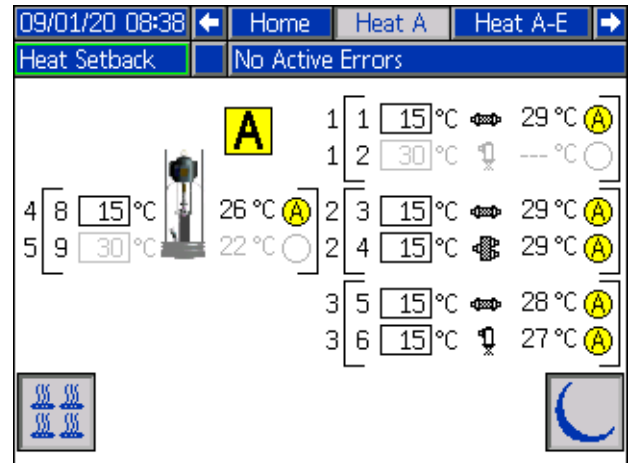 09/01/20 08:38 Home Heat A Heat A-E
Heat Setback No Active Errors
A
1 1 15 °C 29 °C A
1 2 30 °C --- °C
4 8 15 °C 26 °C A
5 9 30 °C 22 °C
2 3 15 °C 29 °C A
2 4 15 °C 29 °C A
3 5 15 °C 28 °C A
3 6 15 °C 27 °C A